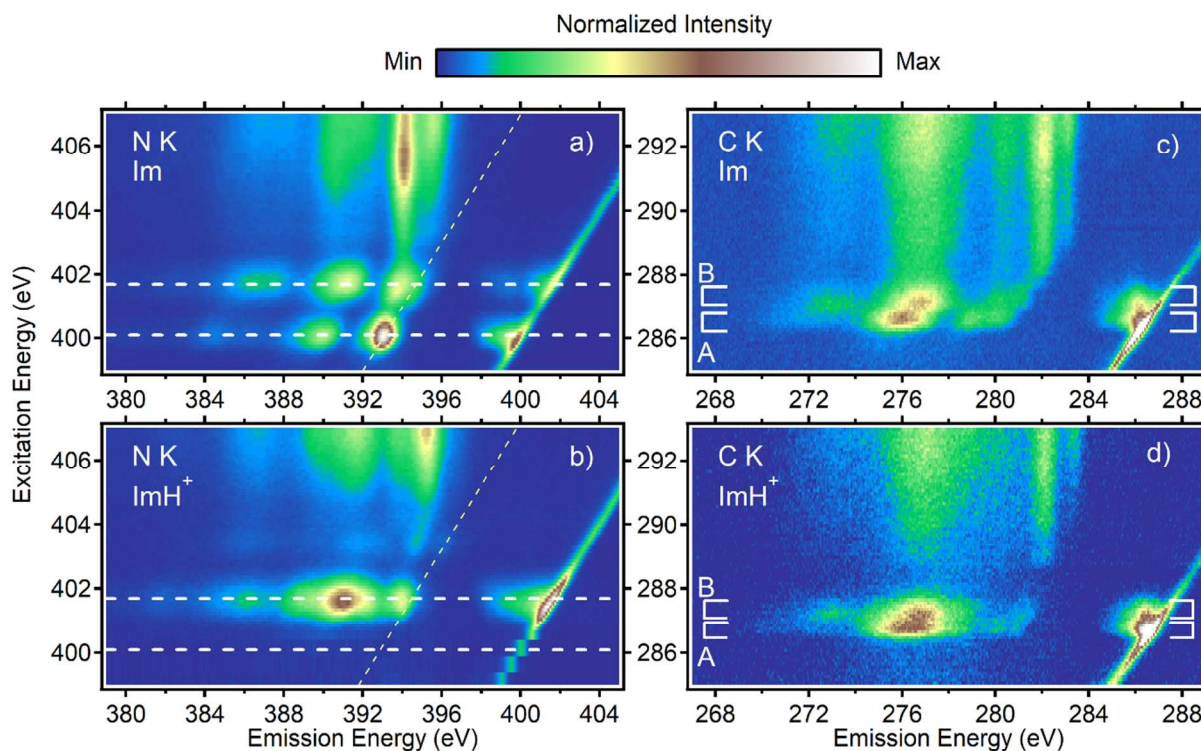 Normalized Intensity
Min Max
380 384 388 392 396 400 404
268 272 276 280 284 288
N K
Im
a)
406
404
402
400
C K
Im
c)
292
290
288
286
B
A
Excitation Energy (eV)
N K
ImH+
b)
406
404
402
400
C K
ImH+
d)
292
290
288
286
B
A
380 384 388 392 396 400 404
268 272 276 280 284 288
Emission Energy (eV)
Emission Energy (eV)